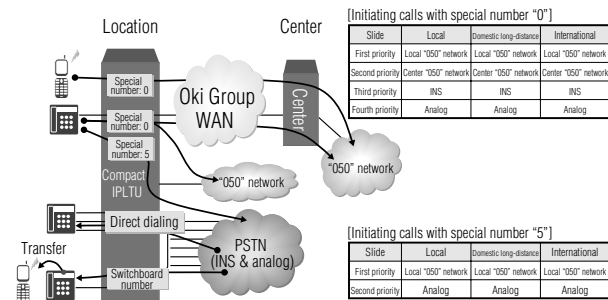 Location
Center
Special
number: 0
Special
number: 0
Special
number: 5
Compact
IPLTU
Direct dialing
Transfer
Switchboard
number
Oki Group
WAN
Center
"050" network
"050" network
PSTN
(INS & analog)
[Initiating calls with special number "0"]
Slide Local Domestic long-distance International
First priority Local "050" network Local "050" network Local "050" network
Second priority Center "050" network Center "050" network Center "050" network
Third priority INS INS INS
Fourth priority Analog Analog Analog
[Initiating calls with special number "5"]
Slide Local Domestic long-distance International
First priority Local "050" network Local "050" network Local "050" network
Second priority Analog Analog Analog